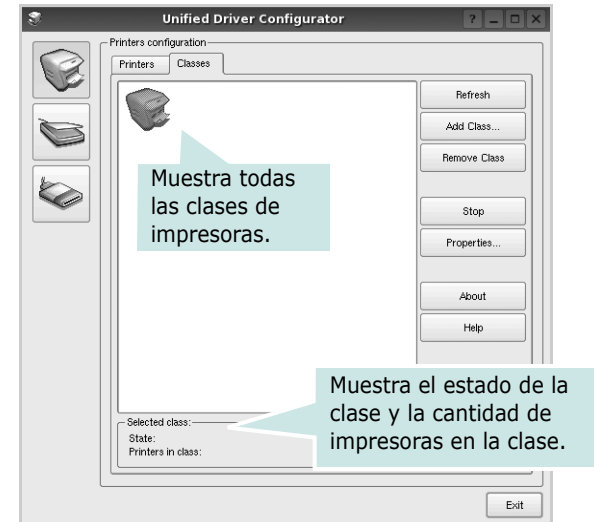 Unified Driver Configurator
Printers configuration
Printers
Classes
Refresh
Add Class...
Remove Class
Muestra todas
las clases de
impresoras.
Stop
Properties...
About
Help
Muestra el estado de la
clase y la cantidad de
impresoras en la clase.
Selected class:
State:
Printers in class:
Exit